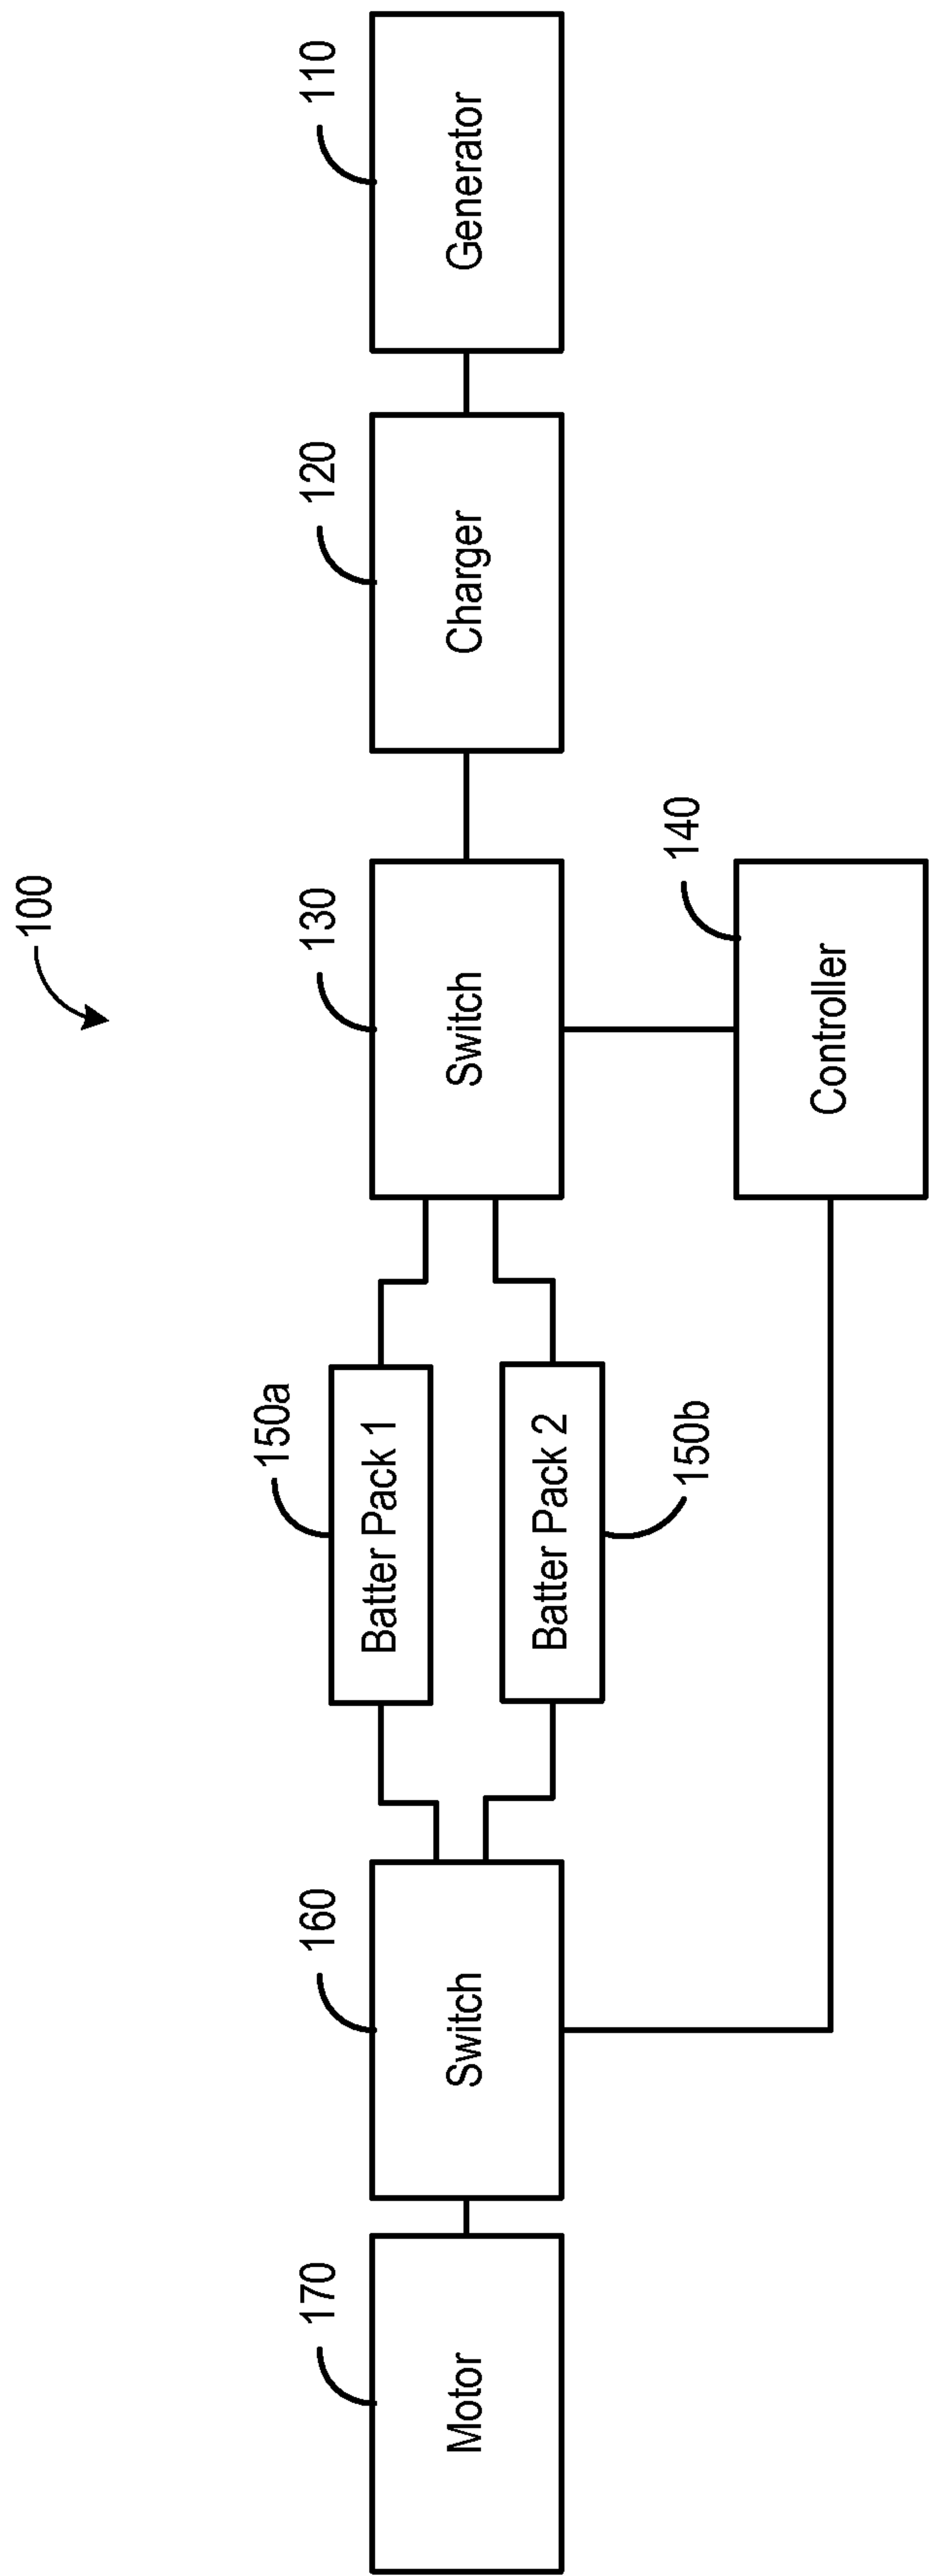 100
170
160
150a
130
120
110
Motor
Switch
Batter Pack 1
Switch
Charger
Generator
Batter Pack 2
150b
140
Controller